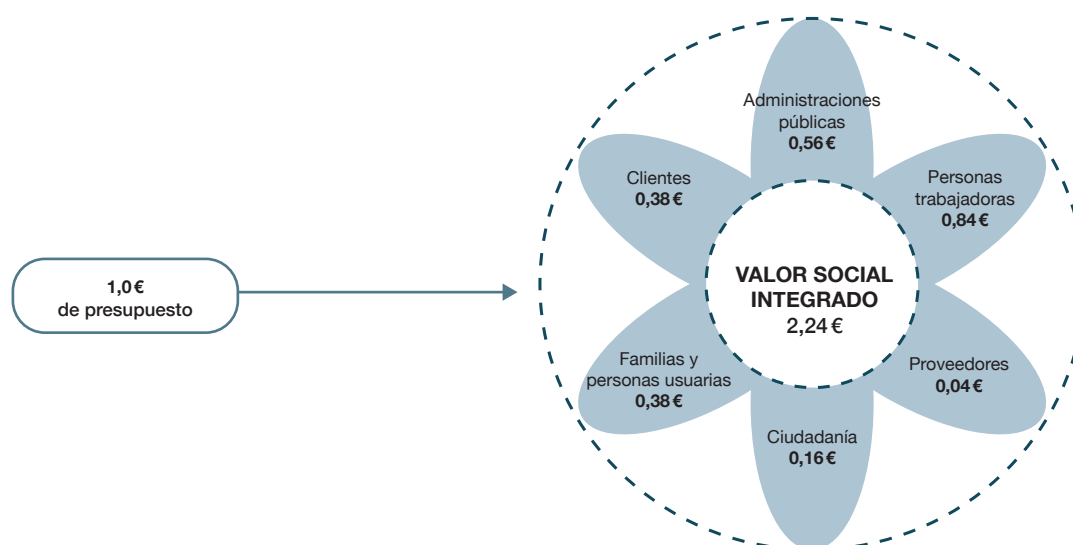 1,0 €
de presupuesto
Administraciones
públicas
0,56 €
Personas
trabajadoras
0,84 €
Proveedores
0,04 €
Ciudadanía
0,16 €
Familias y
personas usuarias
0,38 €
Clientes
0,38 €
VALOR SOCIAL
INTEGRADO
2,24 €